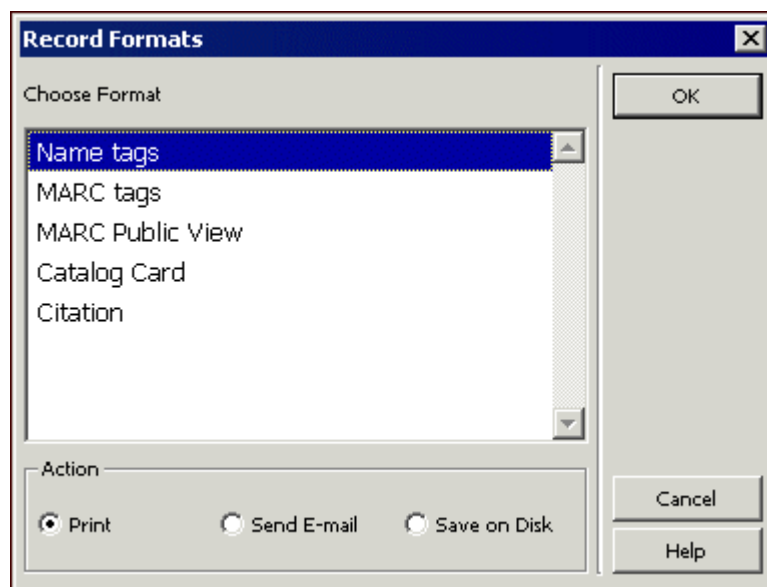 Record Formats
Choose Format
OK
Name tags
MARC tags
MARC Public View
Catalog Card
Citation
Action
Print Send E-mail Save on Disk
Cancel
Help